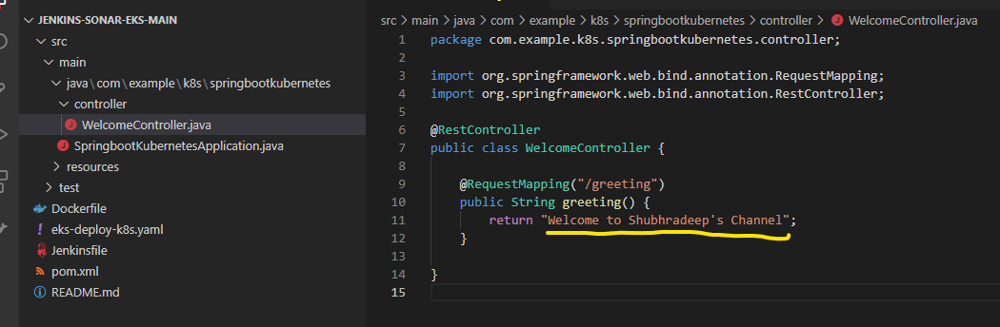 JENKINS-SONAR-EKS-MAIN
src
main
java\com\example\k8s\springbootkubernetes
controller
WelcomeController.java
SpringbootKubernetesApplication.java
resources
test
Dockerfile
eks-deploy-k8s.yaml
Jenkinsfile
pom.xml
README.md
src > main > java > com > example > k8s > springbootkubernetes > controller > WelcomeController.java
1 package com.example.k8s.springbootkubernetes.controller;
2
3 import org.springframework.web.bind.annotation.RequestMapping;
4 import org.springframework.web.bind.annotation.RestController;
5
6 @RestController
7 public class WelcomeController {
8
9 @RequestMapping("/greeting")
10 public String greeting() {
11 return "Welcome to Shubhradeep's Channel";
12 }
13
14 }
15